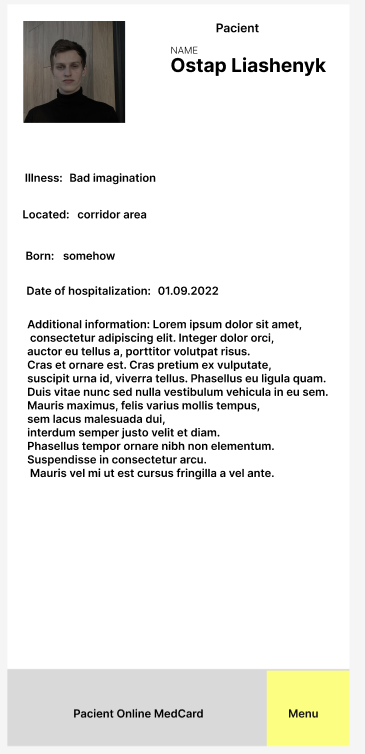 Pacient
NAME
Ostap Liashenyk
Illness: Bad imagination
Located: corridor area
Born: somehow
Date of hospitalization: 01.09.2022
Additional information: Lorem ipsum dolor sit amet,
consectetur adipiscing elit. Integer dolor orci,
auctor eu tellus a, porttitor volutpat risus.
Cras et ornare est. Cras pretium ex vulputate,
suscipit urna id, viverra tellus. Phasellus eu ligula quam.
Duis vitae nunc sed nulla vestibulum vehicula in eu sem.
Mauris maximus, felis varius mollis tempus,
sem lacus malesuada dui,
interdum semper justo velit et diam.
Phasellus tempor ornare nibh non elementum.
Suspendisse in consectetur arcu.
Mauris vel mi ut est cursus fringilla a vel ante.
Pacient Online MedCard
Menu